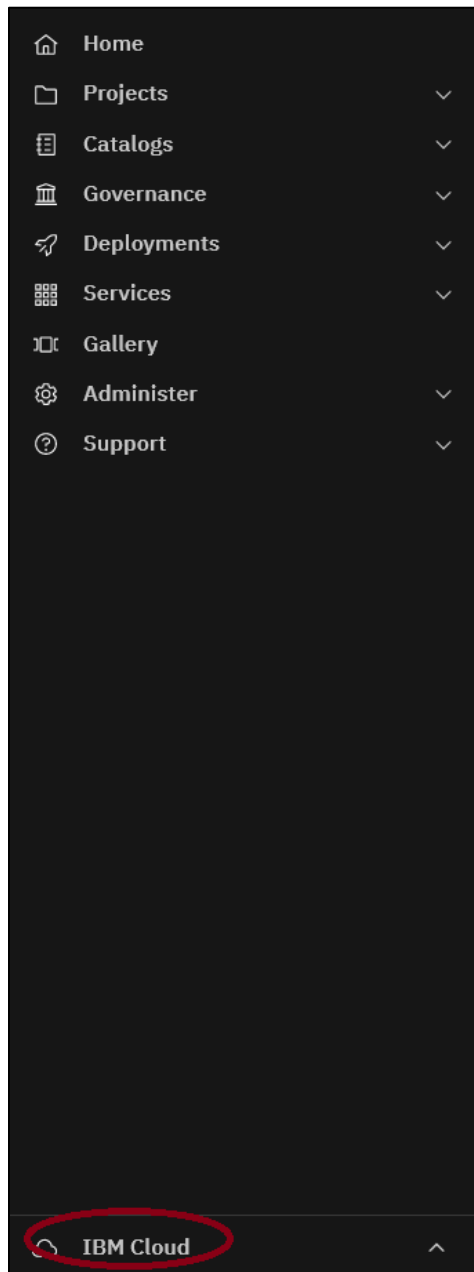 Home
Projects
Catalogs
Governance
Deployments
Services
Gallery
Administer
Support
IBM Cloud